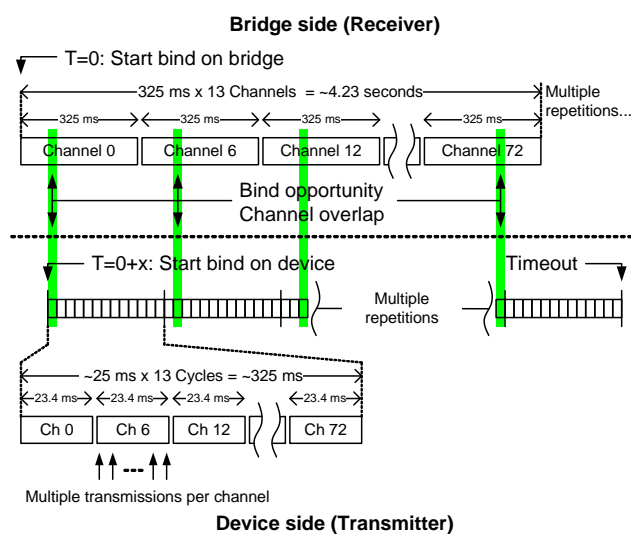 Bridge side (Receiver)
T=0: Start bind on bridge
325 ms x 13 Channels = ~4.23 seconds
Multiple
repetitions...
325 ms 325 ms 325 ms 325 ms
Channel 0 Channel 6 Channel 12 Channel 72
Bind opportunity
Channel overlap
T=0+x: Start bind on device
Timeout
Multiple
repetitions
~25 ms x 13 Cycles = ~325 ms
23.4 ms 23.4 ms 23.4 ms 23.4 ms
Ch 0 Ch 6 Ch 12 Ch 72
Multiple transmissions per channel
Device side (Transmitter)